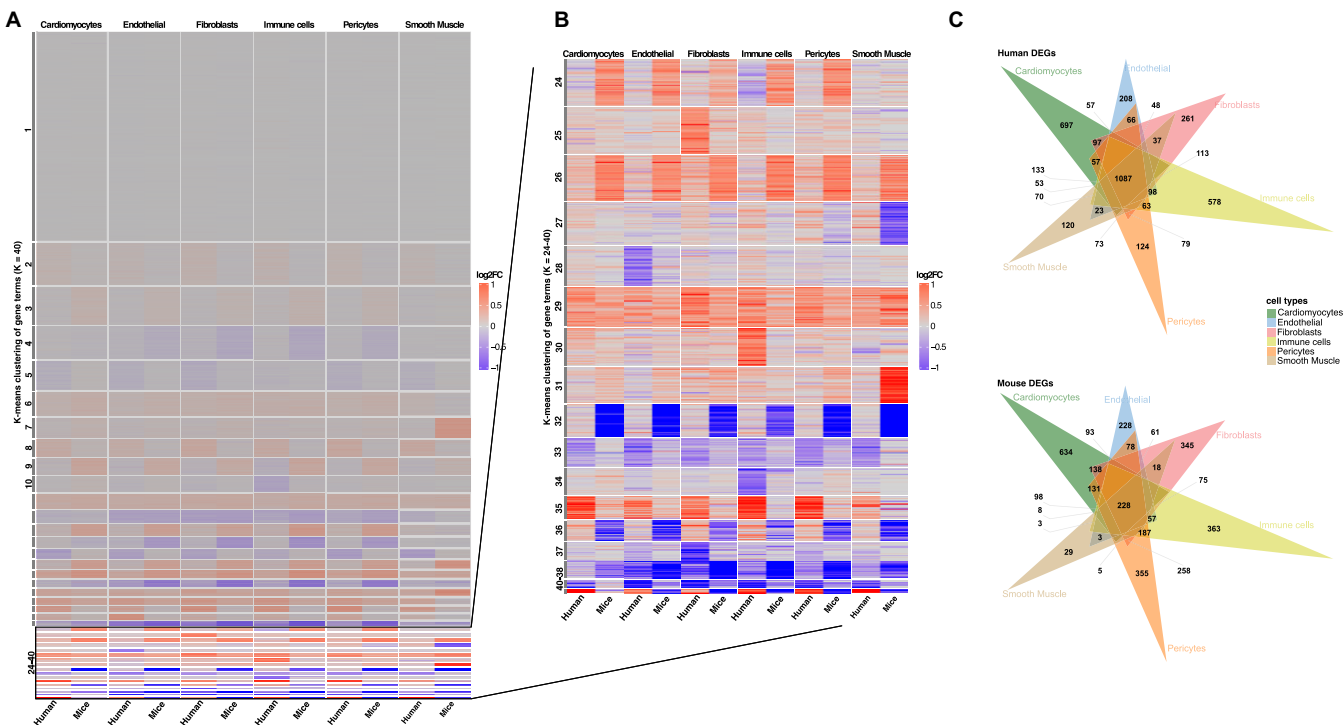 A
Cardiomyocytes Endothelial Fibroblasts Immune cells Pericytes Smooth Muscle
K-means clustering of gene terms (K = 40)
1
2
3
4
5
6
7
8
9
10
24-40
Human Mice Human Mice Human Mice Human Mice Human Mice Human Mice
log2FC
1
0.5
0
−0.5
−1
B
Cardiomyocytes Endothelial Fibroblasts Immune cells Pericytes Smooth Muscle
K-means clustering of gene terms (K = 24-40)
24
25
26
27
28
29
30
31
32
33
34
35
36
37
40-38
Human Mice Human Mice Human Mice Human Mice Human Mice Human Mice
log2FC
1
0.5
0
−0.5
−1
C
Human DEGs
Endothelial
Cardiomyocytes
Fibroblasts
208
57
48
66
261
697
37
97
113
57
133
1087
53
98
70
Immune cells
578
63
23
120
73
124
79
Smooth Muscle
Pericytes
cell types
Cardiomyocytes
Endothelial
Fibroblasts
Immune cells
Pericytes
Smooth Muscle
Mouse DEGs
Endothelial
Cardiomyocytes
Fibroblasts
228
93
61
78
345
634
18
138
75
131
98
228
8
57
3
Immune cells
363
187
3
29
5
355
258
Smooth Muscle
Pericytes